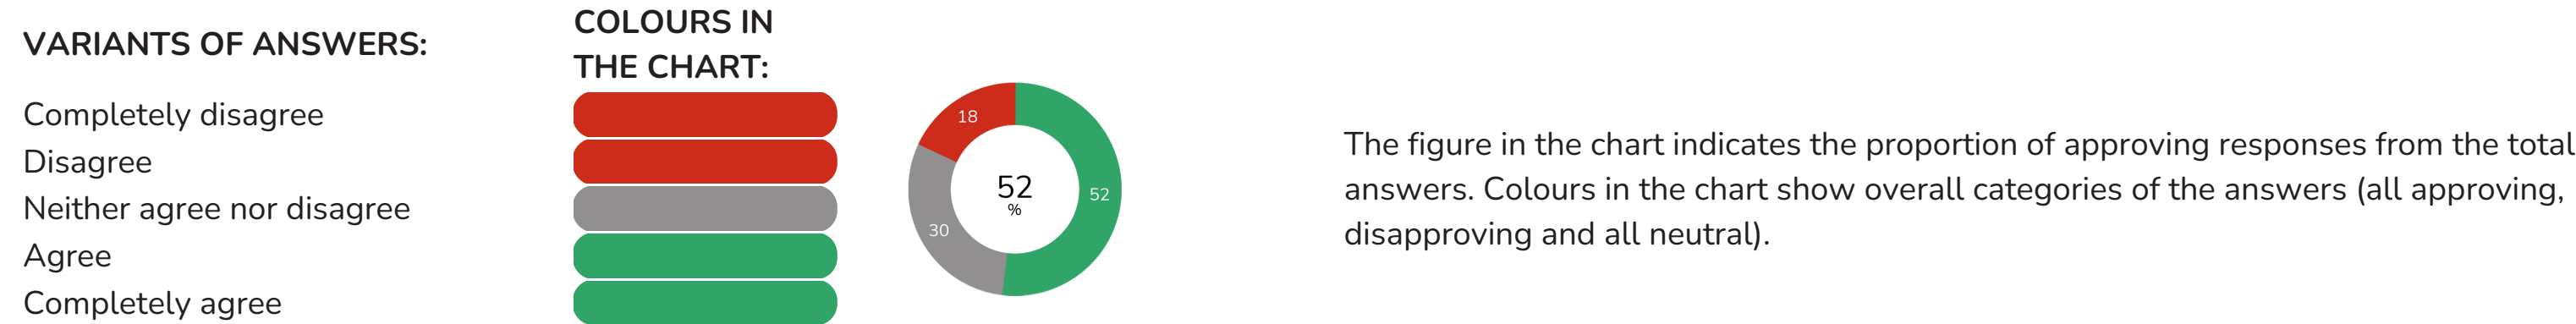 VARIANTS OF ANSWERS:
Completely disagree
Disagree
Neither agree nor disagree
Agree
Completely agree
COLOURS IN
THE CHART:
18
52
30
52
%
The figure in the chart indicates the proportion of approving responses from the total
answers. Colours in the chart show overall categories of the answers (all approving,
disapproving and all neutral).